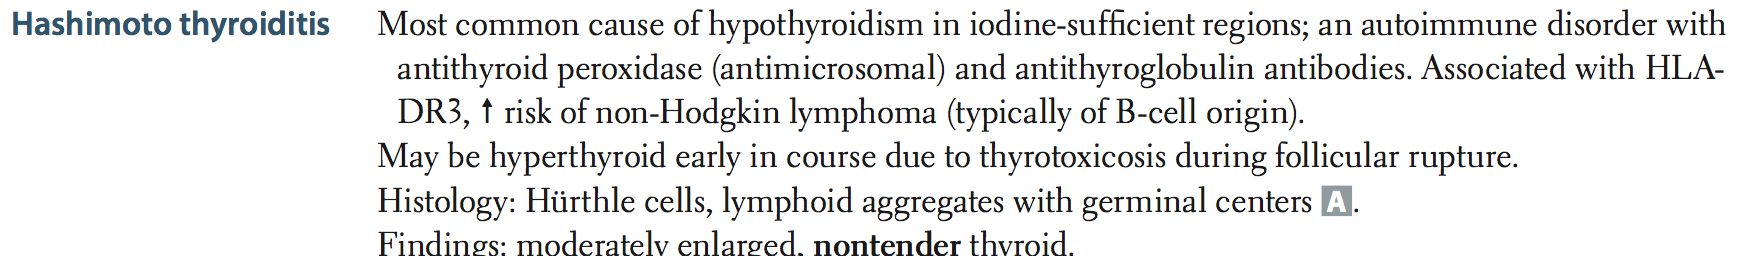 Hashimoto thyroiditis
Most common cause of hypothyroidism in iodine-sufficient regions; an autoimmune disorder with
antithyroid peroxidase (antimicrosomal) and antithyroglobulin antibodies. Associated with HLA-
DR3, ↑ risk of non-Hodgkin lymphoma (typically of B-cell origin).
May be hyperthyroid early in course due to thyrotoxicosis during follicular rupture.
Histology: Hürthle cells, lymphoid aggregates with germinal centers A.
Findings: moderately enlarged, nontender thyroid.